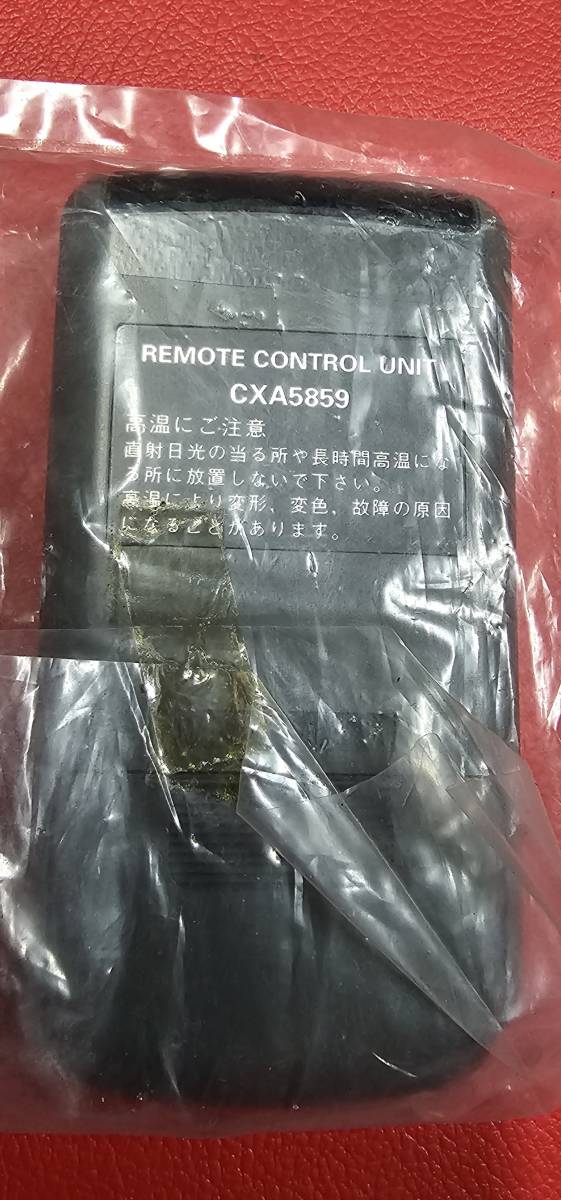 REMOTE CONTROL UNIT
CXA5859
高温にご注意
直射日光の当る所や長時間高温にな
る所に放置しないで下さい。
高温により変形、変色、故障の原因
になることがあります。